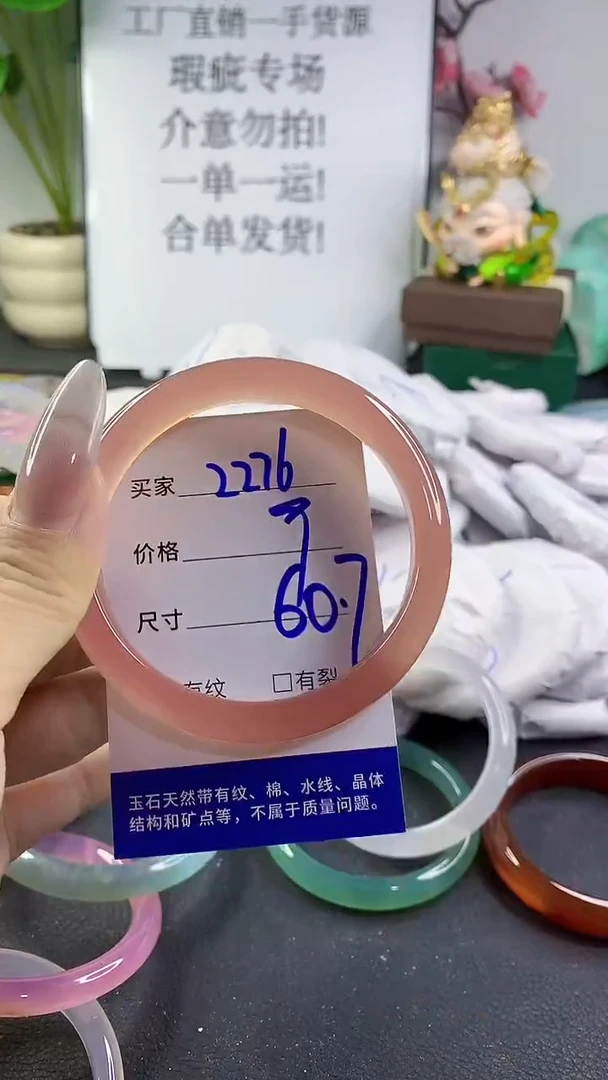 工厂直销一手货源
瑕疵专场
介意勿拍!
一单一运!
合单发货!
买家 2276
价格
尺寸 60.7
有纹 □有裂
玉石天然带有纹、棉、水线、晶体
结构和矿点等，不属于质量问题。